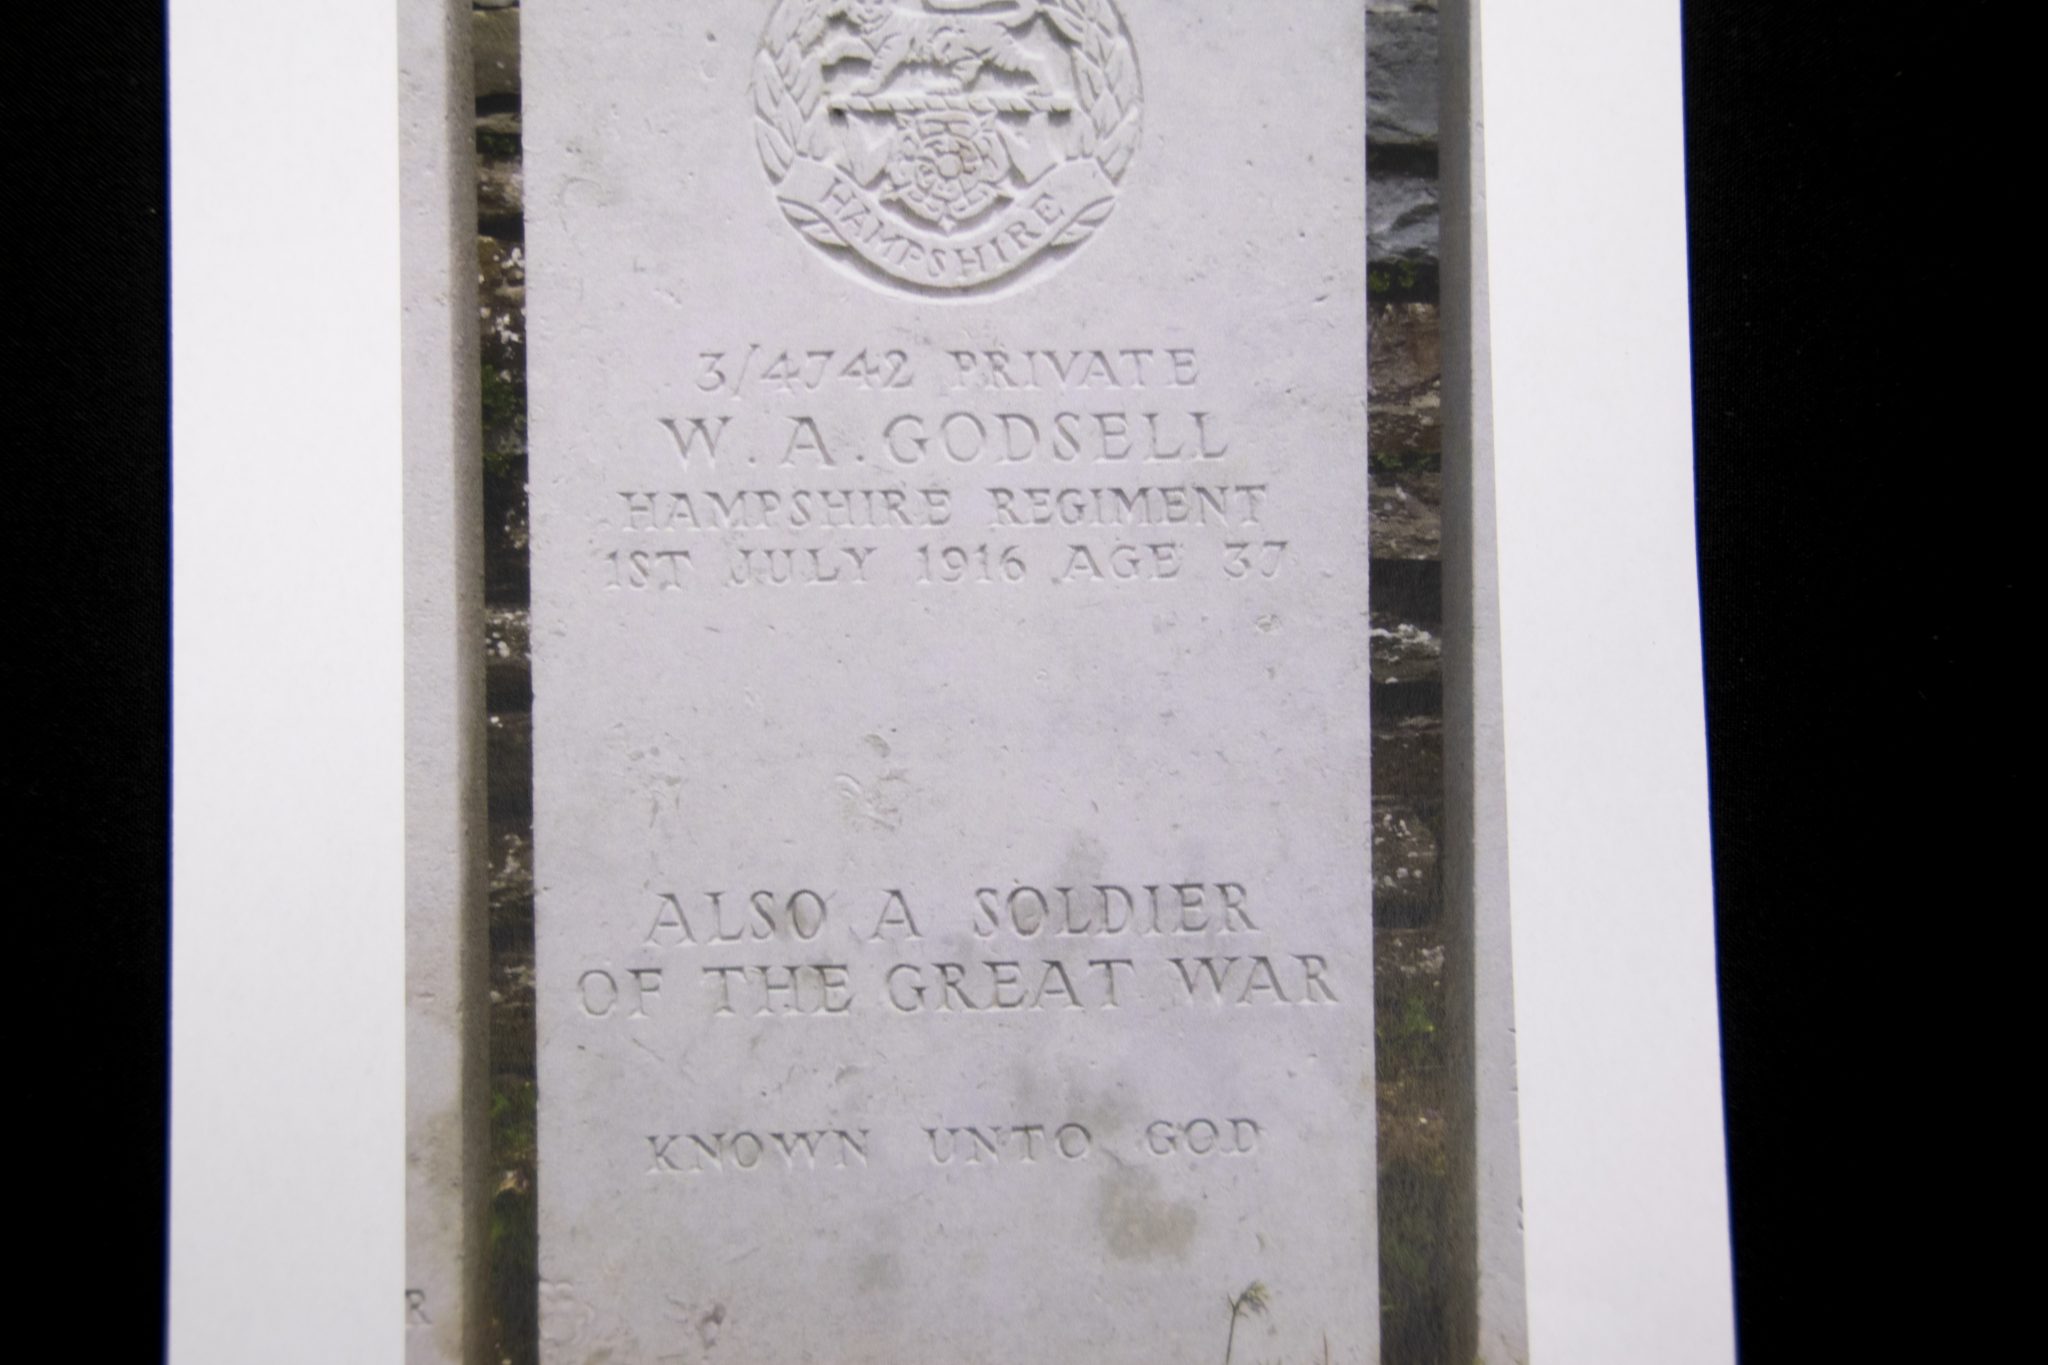 HAMPSHIRE
3/4742 PRIVATE
W. A. GODSELL
HAMPSHIRE REGIMENT
1ST JULY 1916 AGE 37
ALSO A SOLDIER
OF THE GREAT WAR
KNOWN UNTO GOD
R